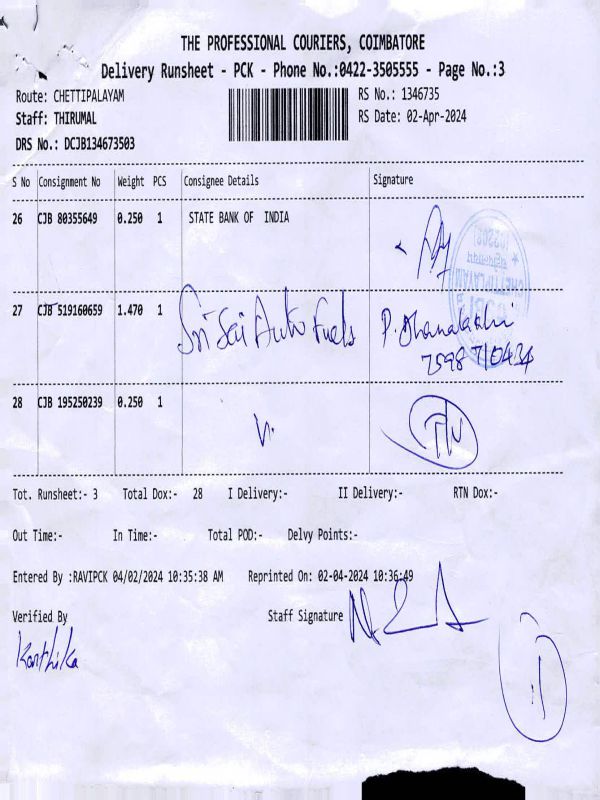 THE PROFESSIONAL COURIERS, COIMBATORE
Delivery Runsheet - PCK - Phone No.:0422-3505555 - Page No.:3
Route: CHETTIPALAYAM
RS No.: 1346735
Staff: THIRUMAL
RS Date: 02-Apr-2024
DRS No.: DCJB134673503
S No Consignment No Weight PCS Consignee Details Signature
26 CJB 80355649 0.250 1 STATE BANK OF INDIA
27 CJB 519160659 1.470 1 Sri Sai Auto Fuels P. Dhanalakshi
7598710434
28 CJB 195250239 0.250 1
Tot. Runsheet:- 3 Total Dox:- 28 I Delivery:- II Delivery:- RTN Dox:-
Out Time:- In Time:- Total POD:- Delvy Points:-
Entered By :RAVIPCK 04/02/2024 10:35:38 AM Reprinted On: 02-04-2024 10:36:49
Verified By Staff Signature
Karthika